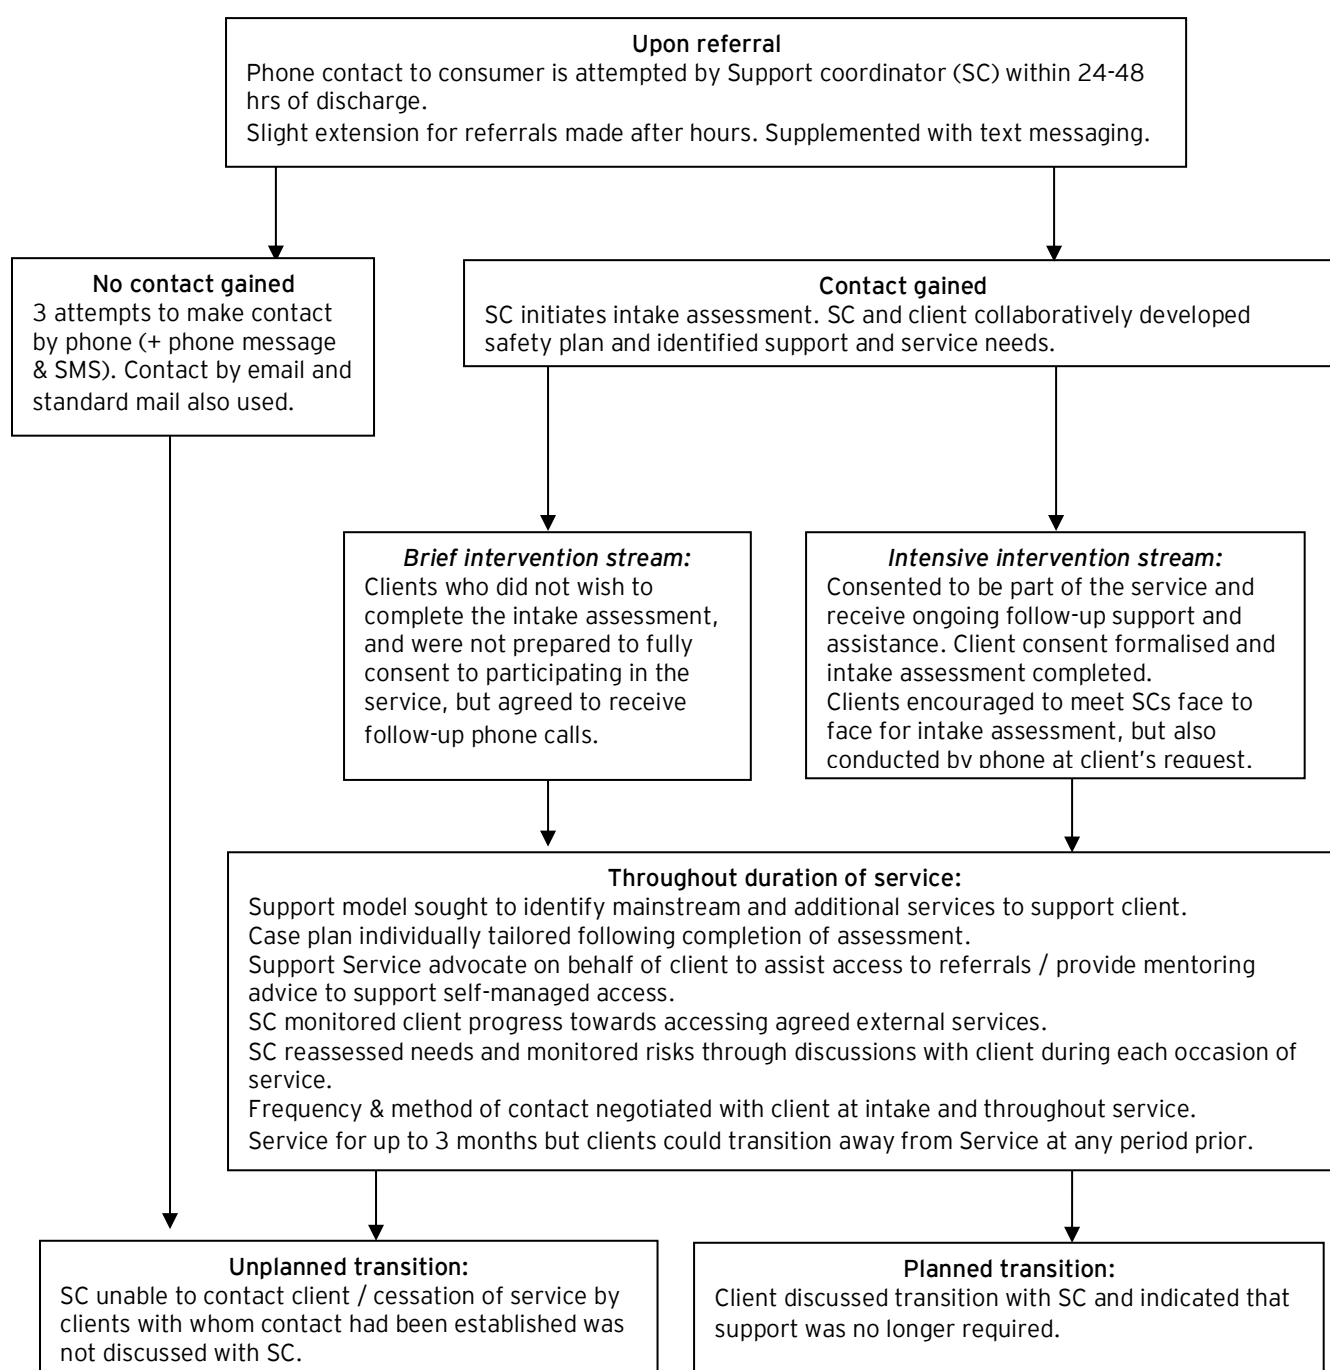 Upon referral
Phone contact to consumer is attempted by Support coordinator (SC) within 24-48
hrs of discharge.
Slight extension for referrals made after hours. Supplemented with text messaging.
No contact gained
3 attempts to make contact
by phone (+ phone message
& SMS). Contact by email and
standard mail also used.
Contact gained
SC initiates intake assessment. SC and client collaboratively developed
safety plan and identified support and service needs.
Brief intervention stream:
Clients who did not wish to
complete the intake assessment,
and were not prepared to fully
consent to participating in the
service, but agreed to receive
follow-up phone calls.
Intensive intervention stream:
Consented to be part of the service and
receive ongoing follow-up support and
assistance. Client consent formalised and
intake assessment completed.
Clients encouraged to meet SCs face to
face for intake assessment, but also
conducted by phone at client's request.
Throughout duration of service:
Support model sought to identify mainstream and additional services to support client.
Case plan individually tailored following completion of assessment.
Support Service advocate on behalf of client to assist access to referrals / provide mentoring
advice to support self-managed access.
SC monitored client progress towards accessing agreed external services.
SC reassessed needs and monitored risks through discussions with client during each occasion of
service.
Frequency & method of contact negotiated with client at intake and throughout service.
Service for up to 3 months but clients could transition away from Service at any period prior.
Unplanned transition:
SC unable to contact client / cessation of service by
clients with whom contact had been established was
not discussed with SC.
Planned transition:
Client discussed transition with SC and indicated that
support was no longer required.